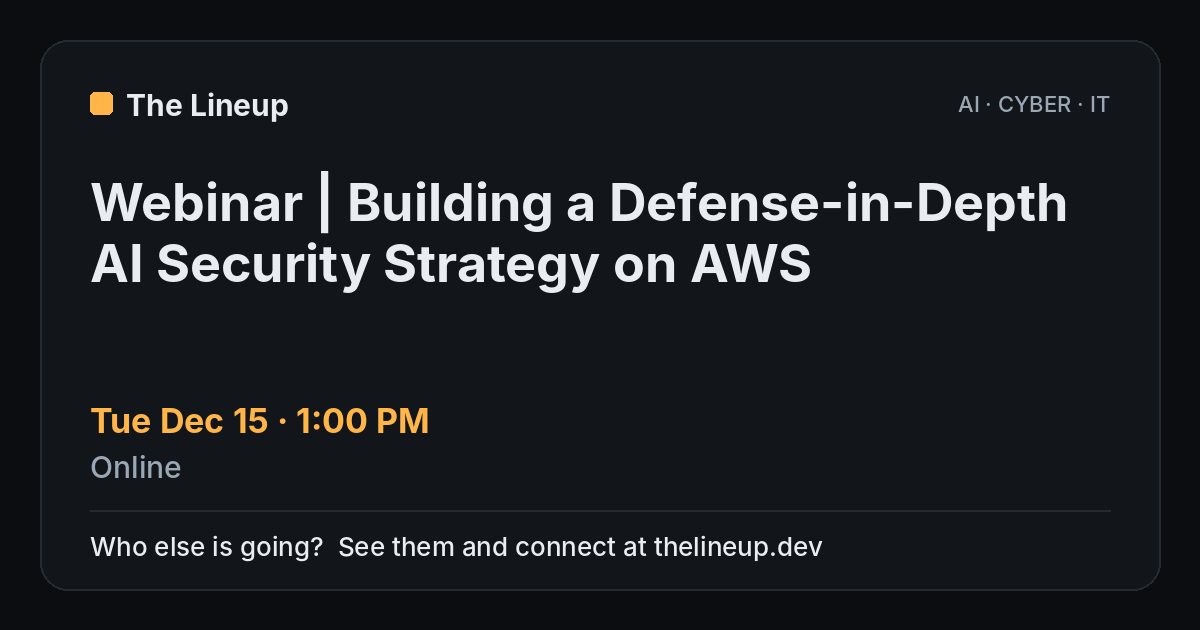 The Lineup
AI · CYBER · IT
Webinar | Building a Defense-in-Depth
AI Security Strategy on AWS
Tue Dec 15 · 1:00 PM
Online
Who else is going? See them and connect at thelineup.dev